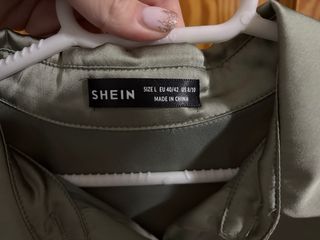 SHEIN
SIZE L EU 40/42 US 8/10
MADE IN CHINA